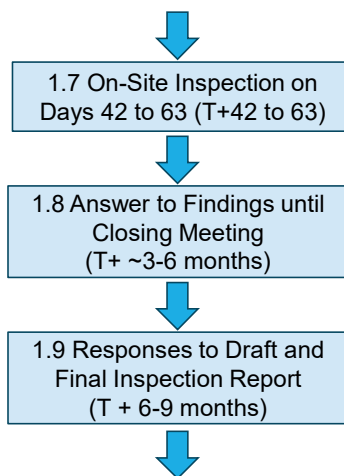 1.7 On-Site Inspection on
Days 42 to 63 (T+42 to 63)
1.8 Answer to Findings until
Closing Meeting
(T+ ~3-6 months)
1.9 Responses to Draft and
Final Inspection Report
(T + 6-9 months)